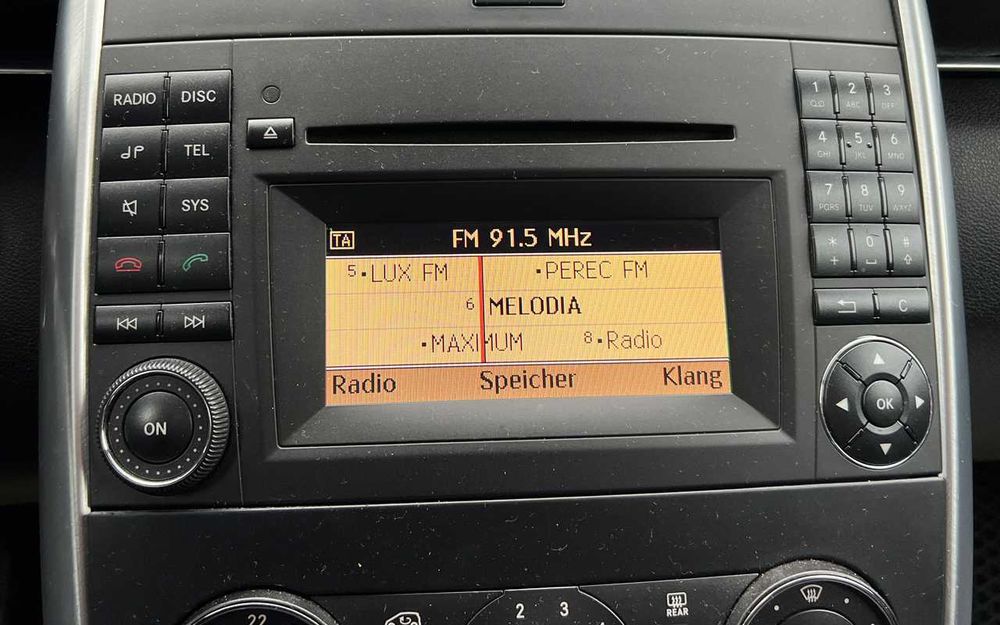 RADIO DISC
TEL
SYS
ON
TA FM 91.5 MHz
5 LUX FM PEREC FM
6 MELODIA
MAXIMUM 8 Radio
Radio Speicher Klang
1 2 3
ABC DEF
4 5 6
GHI JKL MNO
7 8 9
PQRS TUV WXYZ
* 0 #
+
C
OK
22
2 3
REAR